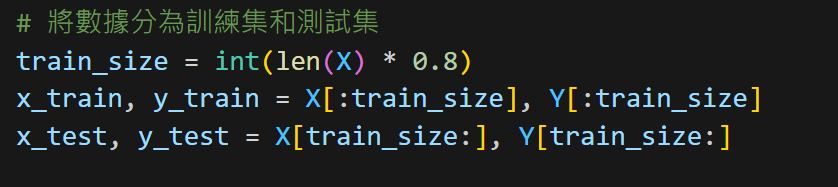 # 將數據分為訓練集和測試集
train_size = int(len(X) * 0.8)
x_train, y_train = X[:train_size], Y[:train_size]
x_test, y_test = X[train_size:], Y[train_size:]